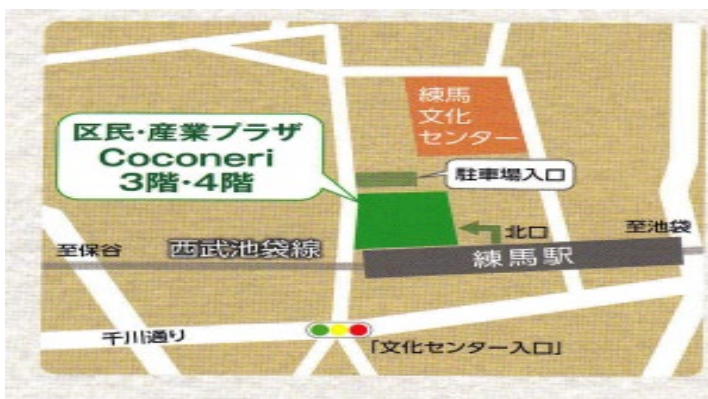 練馬
文化
センター
区民・産業プラザ
Coconeri
3階・4階
駐車場入口
北口
至池袋
至保谷
西武池袋線
練馬駅
千川通り
「文化センター入口」